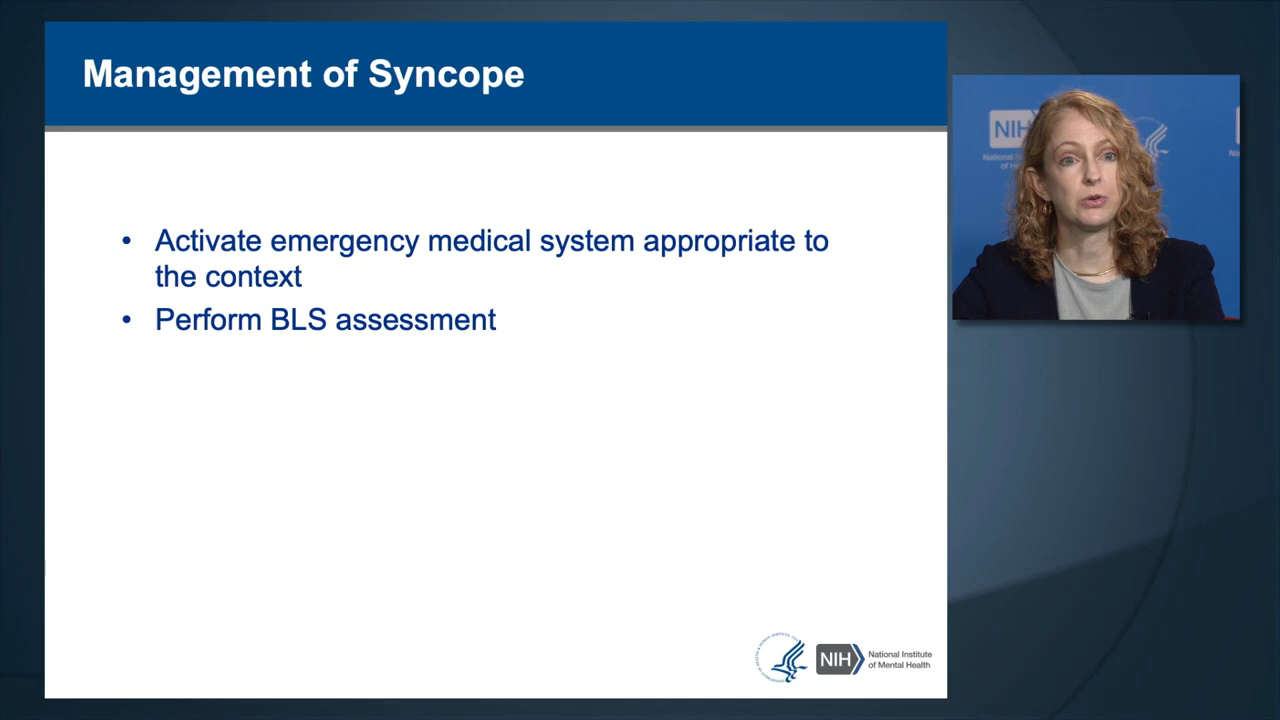 Management of Syncope
• Activate emergency medical system appropriate to
the context
• Perform BLS assessment
NIH
National Institute
of Mental Health
NIH